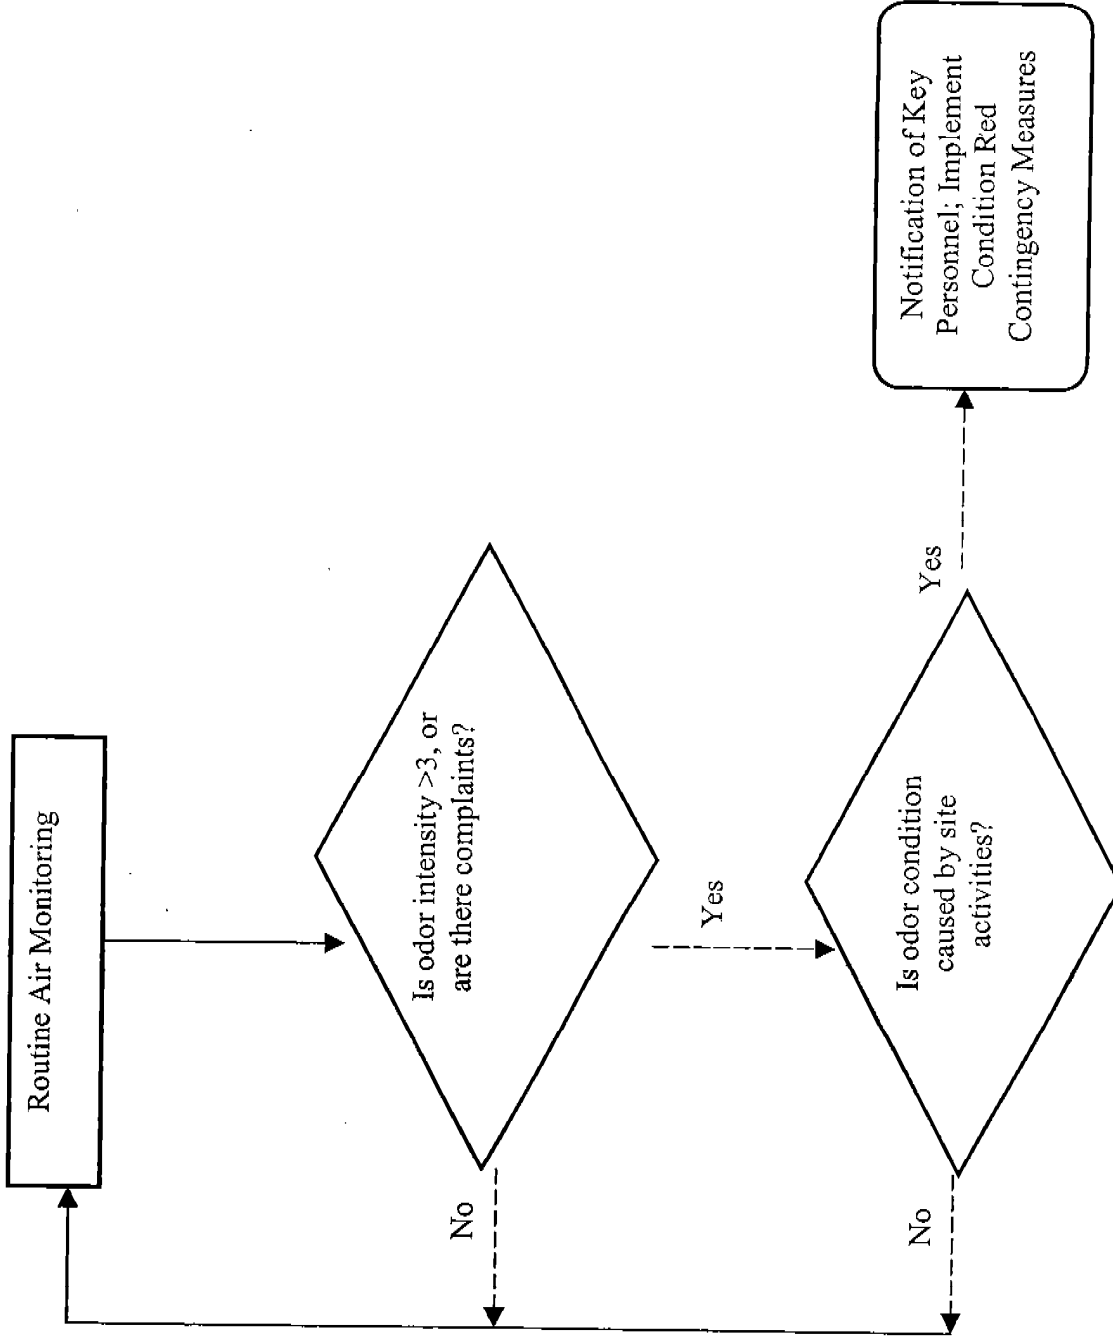 Routine Air Monitoring
Is odor intensity >3, or
are there complaints?
No
Yes
Is odor condition
caused by site
activities?
No
Yes
Notification of Key
Personnel; Implement
Condition Red
Contingency Measures